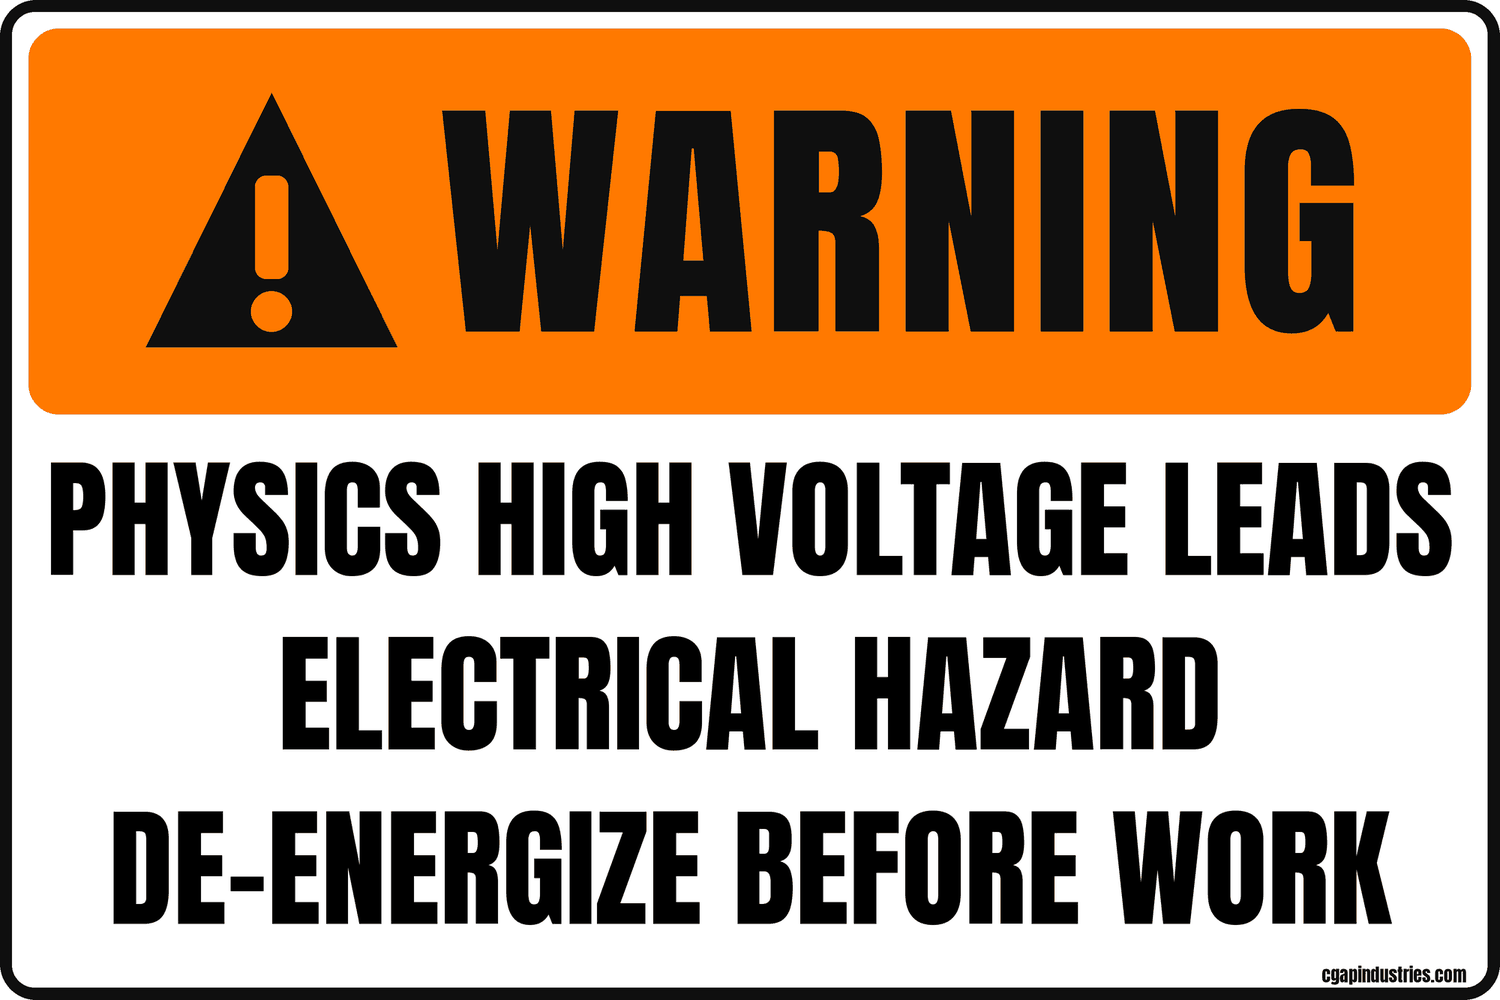 WARNING
PHYSICS HIGH VOLTAGE LEADS
ELECTRICAL HAZARD
DE-ENERGIZE BEFORE WORK
cgapindustries.com